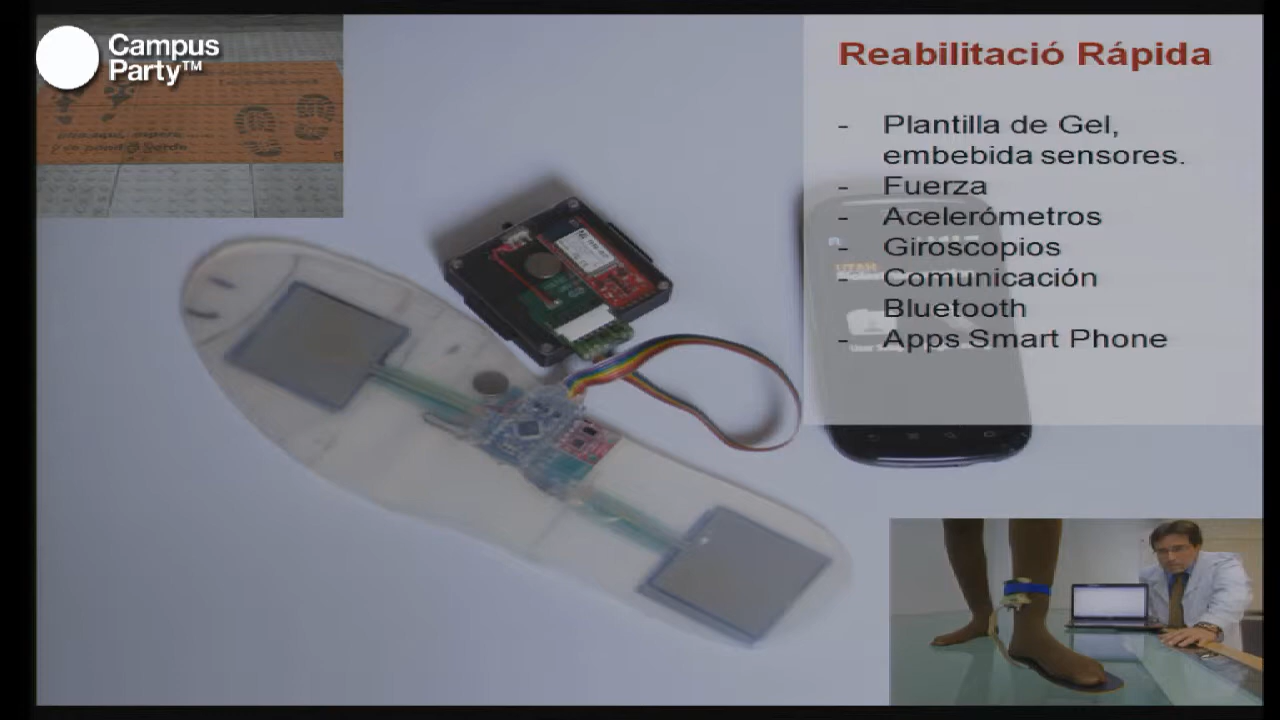 Campus
Party™
Reabilitació Rápida
- Plantilla de Gel,
embebida sensores.
- Fuerza
- Acelerómetros
- Giroscopios
- Comunicación
Bluetooth
- Apps Smart Phone